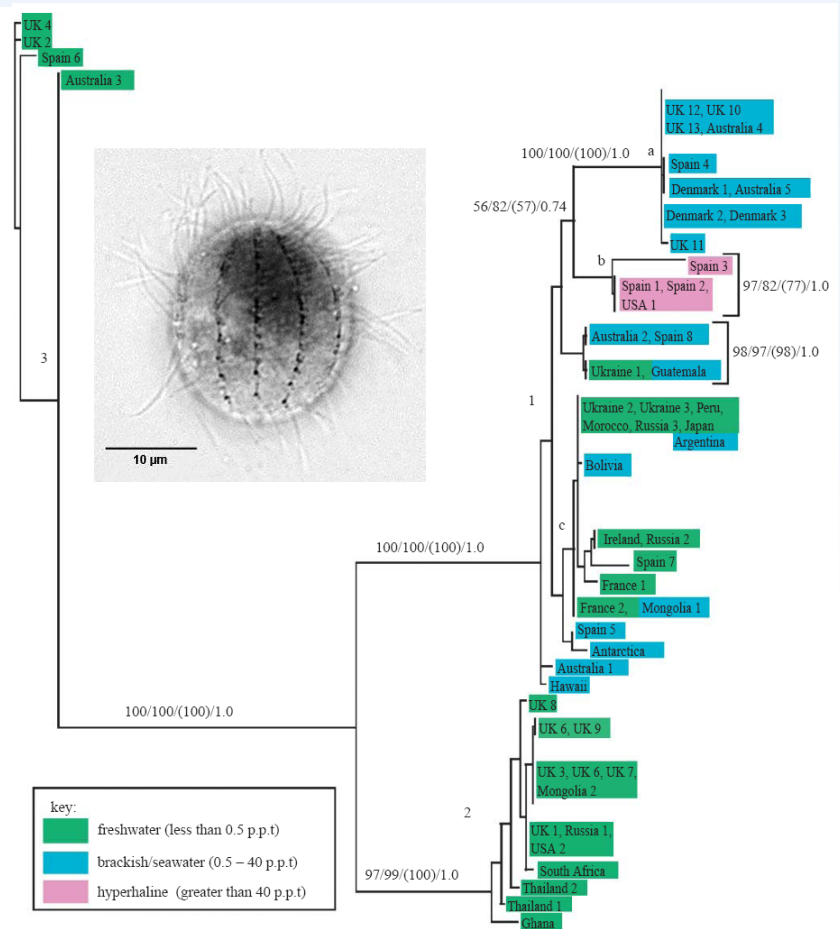 UK 4
UK 2
Spain 6
Australia 3
UK 12, UK 10
UK 13, Australia 4
100/100/(100)/1.0
a
Spain 4
Denmark 1, Australia 5
56/82/(57)/0.74
Denmark 2, Denmark 3
UK 11
b
Spain 3
Spain 1, Spain 2,
USA 1
97/82/(77)/1.0
Australia 2, Spain 8
98/97/(98)/1.0
Ukraine 1, Guatemala
3
10 µm
1
Ukraine 2, Ukraine 3, Peru,
Morocco, Russia 3, Japan
Argentina
Bolivia
c
Ireland, Russia 2
Spain 7
France 1
France 2, Mongolia 1
100/100/(100)/1.0
Spain 5
Antarctica
Australia 1
Hawaii
100/100/(100)/1.0
UK 8
UK 6, UK 9
UK 3, UK 6, UK 7,
Mongolia 2
2
UK 1, Russia 1,
USA 2
South Africa
97/99/(100)/1.0
Thailand 2
Thailand 1
Ghana
key:
freshwater (less than 0.5 p.p.t)
brackish/seawater (0.5 – 40 p.p.t)
hyperhaline (greater than 40 p.p.t)